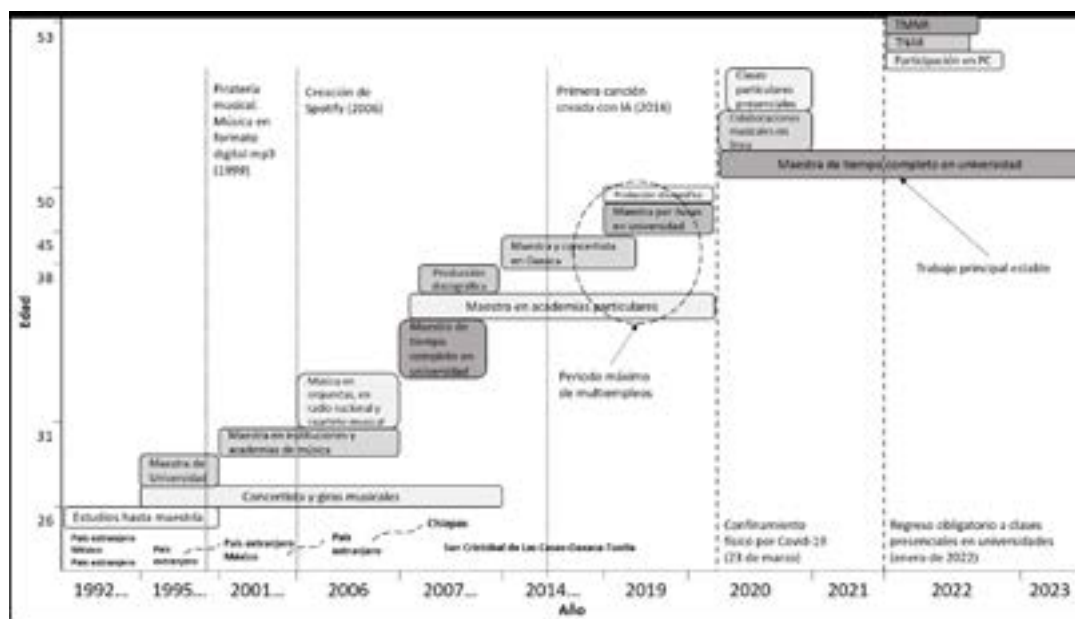 53
TMNM
Participación en PC
Piratería
musical.
Música en
formato
digital mp3
(1999)
Creación de
Spotify (2006)
Primera canción
creada con IA (2016)
Clases
particulares
presenciales
Colaboraciones
musicales en
línea
Maestra de tiempo completo en universidad
50
Producción discográfica
Maestra por horas
en universidad
45
Maestra y concertista
en Oaxaca
38
Producción
discográfica
Trabajo principal estable
Maestra en academias particulares
Edad
Maestra de
tiempo
completo en
universidad
Periodo máximo
de multiempleos
Música en
orquestas, en
radio nacional y
31
Maestra en instituciones y
academias de música
Maestra de
Universidad
Concertista y giras musicales
26
Estudios hasta maestría
País extranjero
México
País extranjero
País
extranjero
País extranjero
México
País
extranjero
Chiapas
San Cristóbal de Las Casas-Oaxaca-Tuxtla
Confinamiento
físico por Covid-19
(23 de marzo)
Regreso obligatorio a clases
presenciales en universidades
(enero de 2022)
1992... 1995... 2001... 2006 2007... 2014... 2019 2020 2021 2022 2023
Año